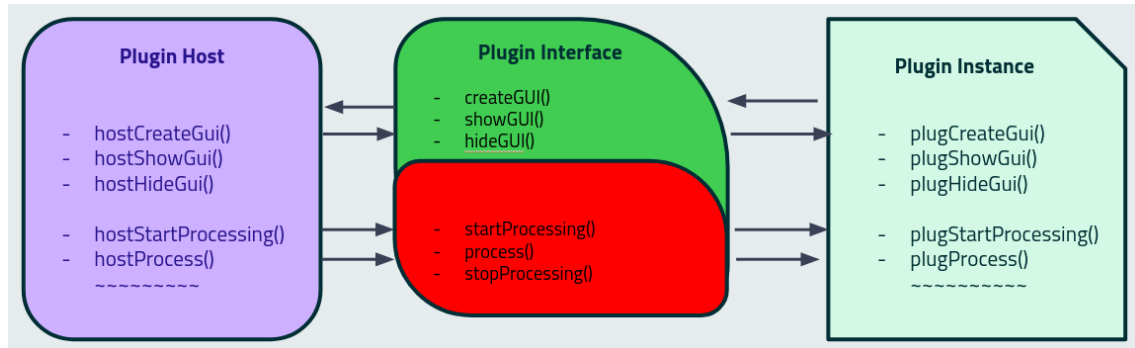 Plugin Host
- hostCreateGui()
- hostShowGui()
- hostHideGui()
- hostStartProcessing()
- hostProcess()
~~~~~~~~~
Plugin Interface
- createGUI()
- showGUI()
- hideGUI()
- startProcessing()
- process()
- stopProcessing()
Plugin Instance
- plugCreateGui()
- plugShowGui()
- plugHideGui()
- plugStartProcessing()
- plugProcess()
~~~~~~~~~~